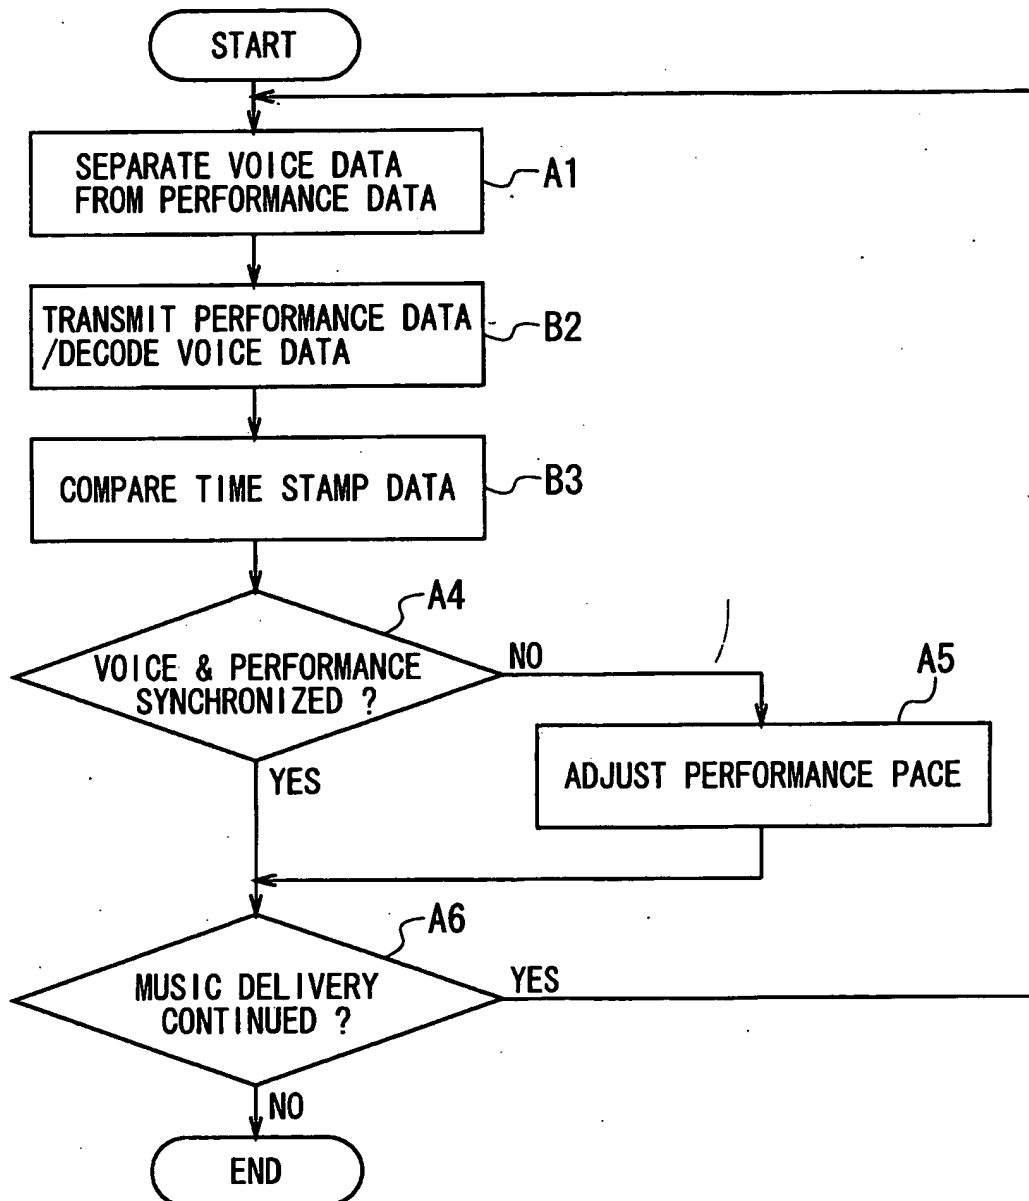 START
SEPARATE VOICE DATA
FROM PERFORMANCE DATA
A1
TRANSMIT PERFORMANCE DATA
/DECODE VOICE DATA
B2
COMPARE TIME STAMP DATA
B3
A4
VOICE & PERFORMANCE
SYNCHRONIZED ?
NO
YES
A5
ADJUST PERFORMANCE PACE
A6
MUSIC DELIVERY
CONTINUED ?
YES
NO
END